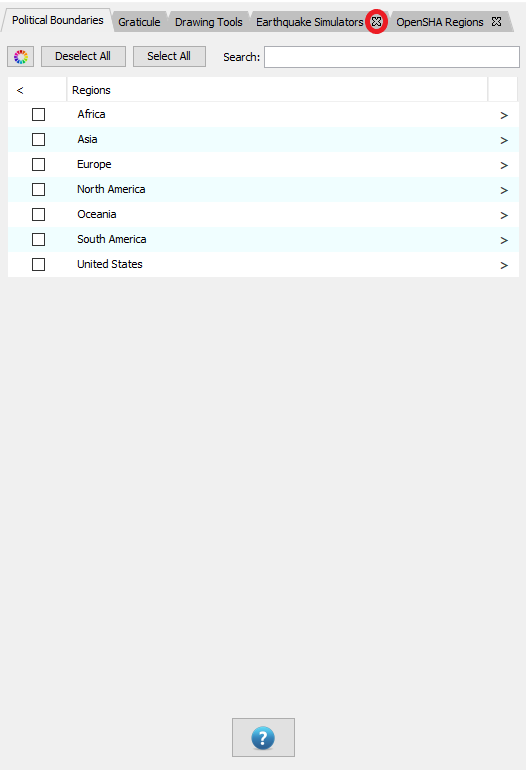 Political Boundaries Graticule Drawing Tools Earthquake Simulators OpenSHA Regions
Deselect All Select All Search:
< Regions
Africa >
Asia >
Europe >
North America >
Oceania >
South America >
United States >
?